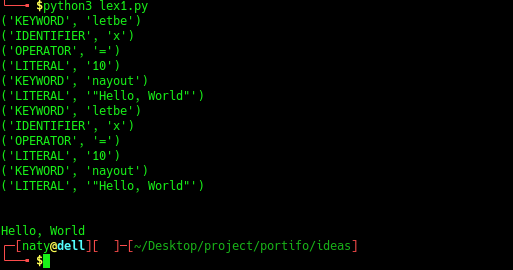 └──╼ $python3 lex1.py
('KEYWORD', 'letbe')
('IDENTIFIER', 'x')
('OPERATOR', '=')
('LITERAL', '10')
('KEYWORD', 'nayout')
('LITERAL', '"Hello, World"')
('KEYWORD', 'letbe')
('IDENTIFIER', 'x')
('OPERATOR', '=')
('LITERAL', '10')
('KEYWORD', 'nayout')
('LITERAL', '"Hello, World"')
Hello, World
┌─[naty@dell][  ]─[~/Desktop/project/portifo/ideas]
└──╼ $